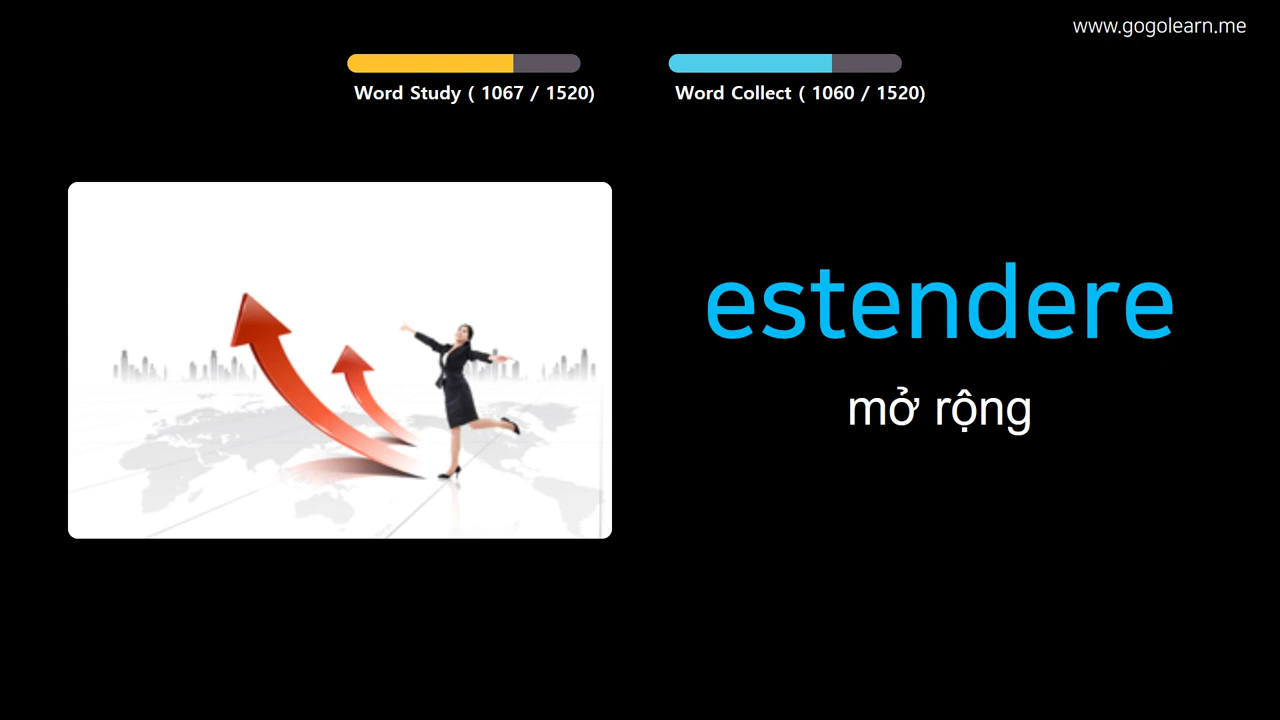 www.gogolearn.me
Word Study ( 1067 / 1520)
Word Collect ( 1060 / 1520)
estendere
mở rộng